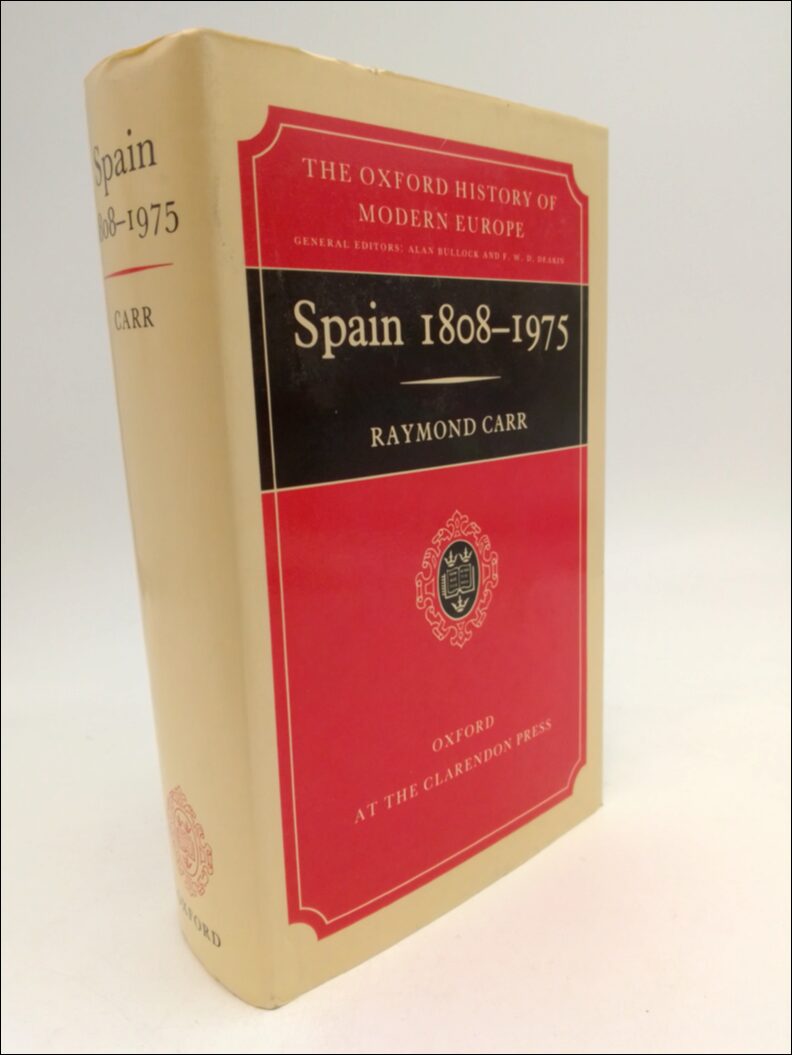 Spain
1808–1975
CARR
OXFORD
THE OXFORD HISTORY OF
MODERN EUROPE
GENERAL EDITORS: ALAN BULLOCK AND F. W. D. DEAKIN
Spain 1808–1975
RAYMOND CARR
OXFORD
AT THE CLARENDON PRESS